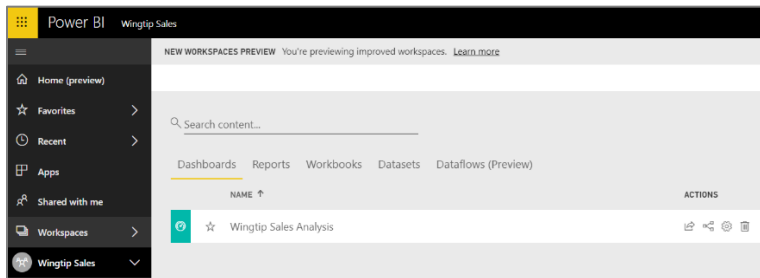 Power BI Wingtip Sales
NEW WORKSPACES PREVIEW You're previewing improved workspaces. Learn more
Home (preview)
Favorites
Recent
Apps
Shared with me
Workspaces
Wingtip Sales
Search content...
Dashboards Reports Workbooks Datasets Dataflows (Preview)
NAME ACTIONS
Wingtip Sales Analysis